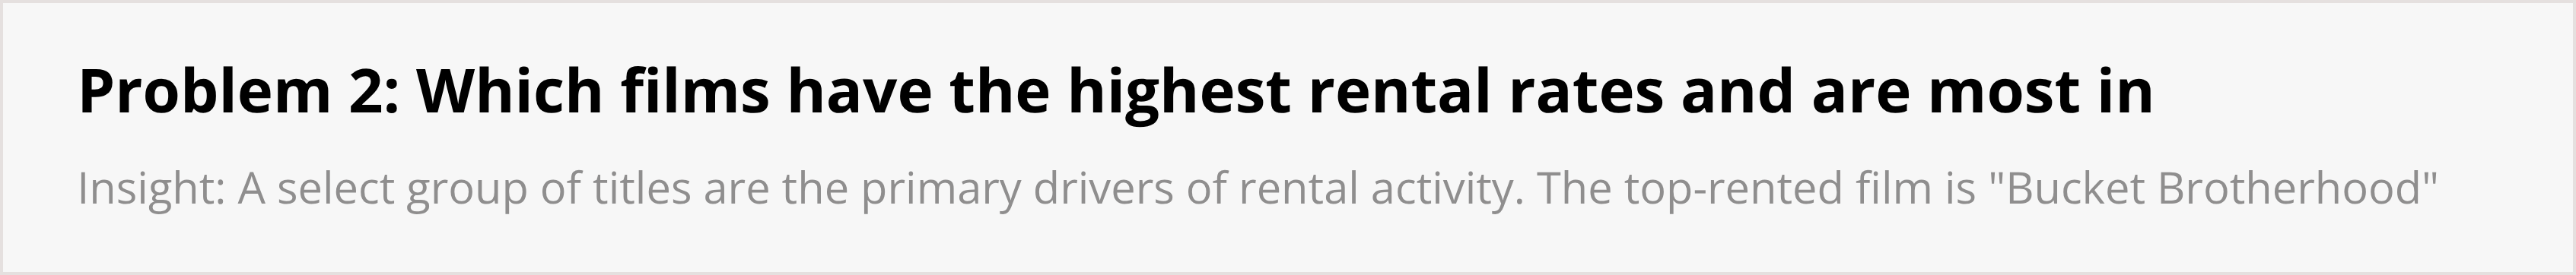 Problem 2: Which films have the highest rental rates and are most in
Insight: A select group of titles are the primary drivers of rental activity. The top-rented film is "Bucket Brotherhood"